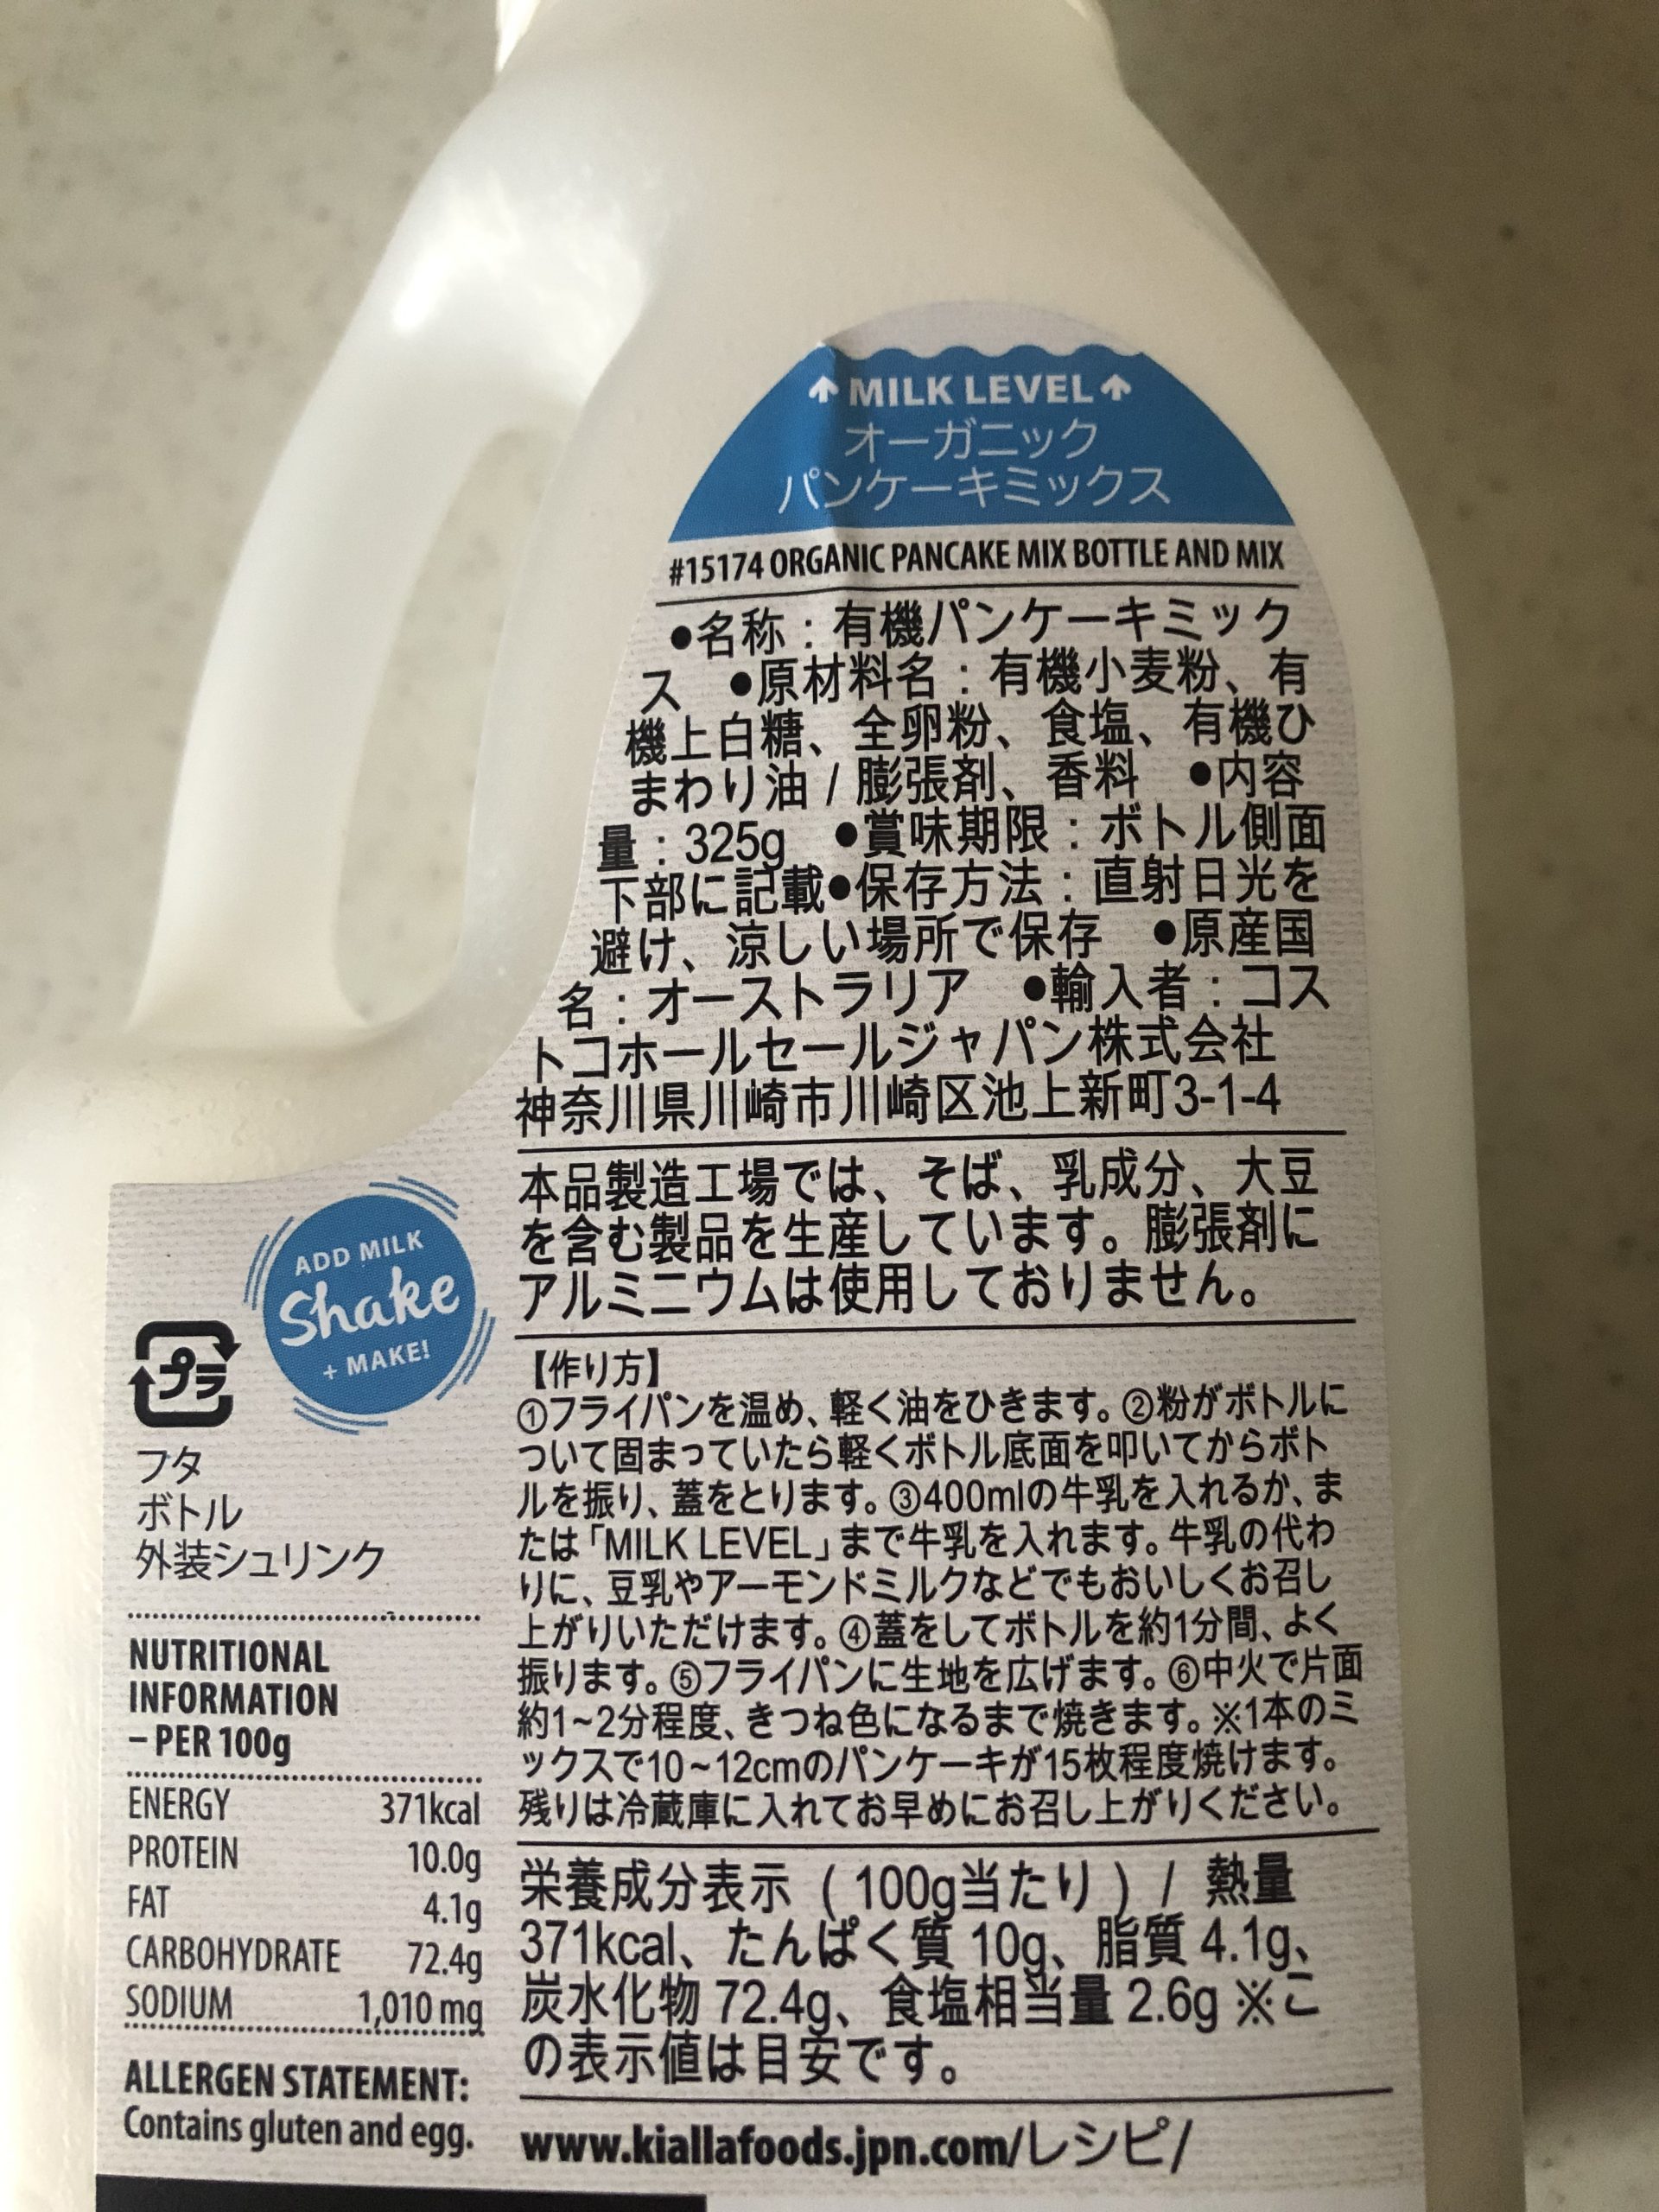 ↑MILK LEVEL↑
オーガニック
パンケーキミックス
#15174 ORGANIC PANCAKE MIX BOTTLE AND MIX
●名称：有機パンケーキミック
ス ●原材料名：有機小麦粉、有
機上白糖、全卵粉、食塩、有機ひ
まわり油 / 膨張剤、香料 ●内容
量：325g ●賞味期限：ボトル側面
下部に記載●保存方法：直射日光を
避け、涼しい場所で保存 ●原産国
名：オーストラリア ●輸入者：コス
トコホールセールジャパン株式会社
神奈川県川崎市川崎区池上新町3-1-4
本品製造工場では、そば、乳成分、大豆
を含む製品を生産しています。膨張剤に
アルミニウムは使用しておりません。
【作り方】
①フライパンを温め、軽く油をひきます。②粉がボトルに
ついて固まっていたら軽くボトル底面を叩いてからボト
ルを振り、蓋をとります。③400mlの牛乳を入れるか、ま
たは「MILK LEVEL」まで牛乳を入れます。牛乳の代わ
りに、豆乳やアーモンドミルクなどでもおいしくお召し
上がりいただけます。④蓋をしてボトルを約1分間、よく
振ります。⑤フライパンに生地を広げます。⑥中火で片面
約1~2分程度、きつね色になるまで焼きます。※1本のミ
ックスで10~12cmのパンケーキが15枚程度焼けます。
残りは冷蔵庫に入れてお早めにお召し上がりください。
栄養成分表示（100g当たり）/ 熱量
371kcal、たんぱく質 10g、脂質 4.1g、
炭水化物 72.4g、食塩相当量 2.6g ※こ
の表示値は目安です。
www.kiallafoods.jpn.com/レシピ/
ADD MILK
Shake
+ MAKE!
プラ
フタ
ボトル
外装シュリンク
NUTRITIONAL
INFORMATION
– PER 100g
ENERGY 371kcal
PROTEIN 10.0g
FAT 4.1g
CARBOHYDRATE 72.4g
SODIUM 1,010 mg
ALLERGEN STATEMENT:
Contains gluten and egg.